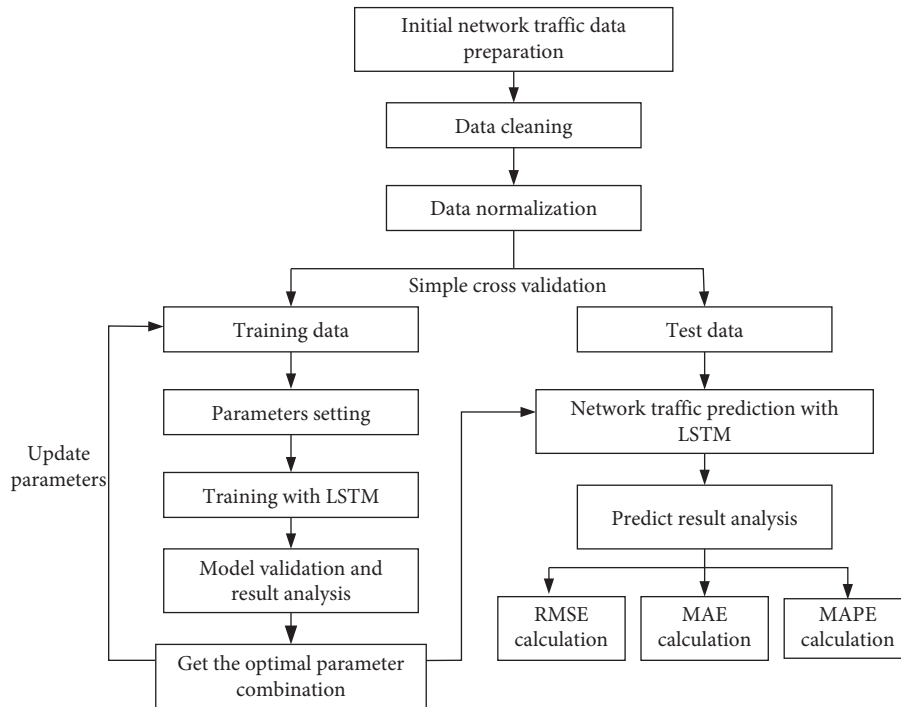 Initial network traffic data
preparation
Data cleaning
Data normalization
Simple cross validation
Training data
Test data
Parameters setting
Network traffic prediction with
LSTM
Update
parameters
Training with LSTM
Predict result analysis
Model validation and
result analysis
RMSE
calculation
MAE
calculation
MAPE
calculation
Get the optimal parameter
combination